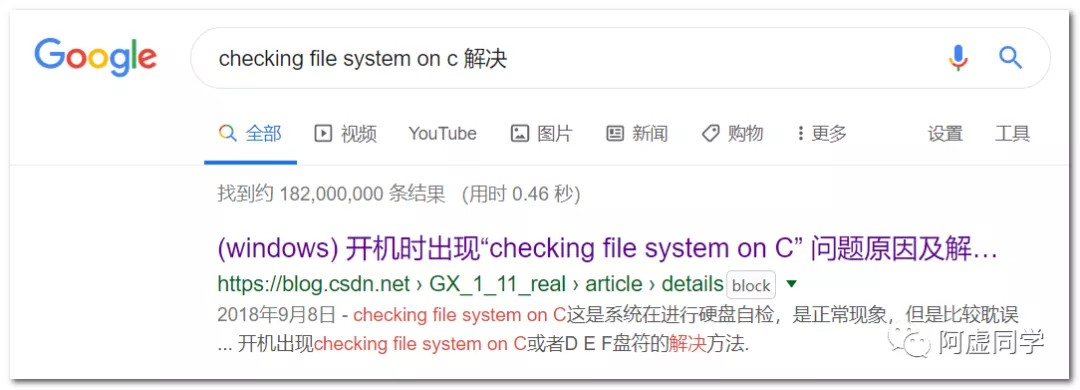 Google checking file system on c 解决
全部 视频 YouTube 图片 新闻 购物 更多 设置 工具
找到约 182,000,000 条结果 (用时 0.46 秒)
(windows) 开机时出现“checking file system on C” 问题原因及解…
https://blog.csdn.net › GX_1_11_real › article › details block
2018年9月8日 - checking file system on C这是系统在进行硬盘自检，是正常现象，但是比较耽误
... 开机出现checking file system on C或者D E F盘符的解决方法.
阿虚同学